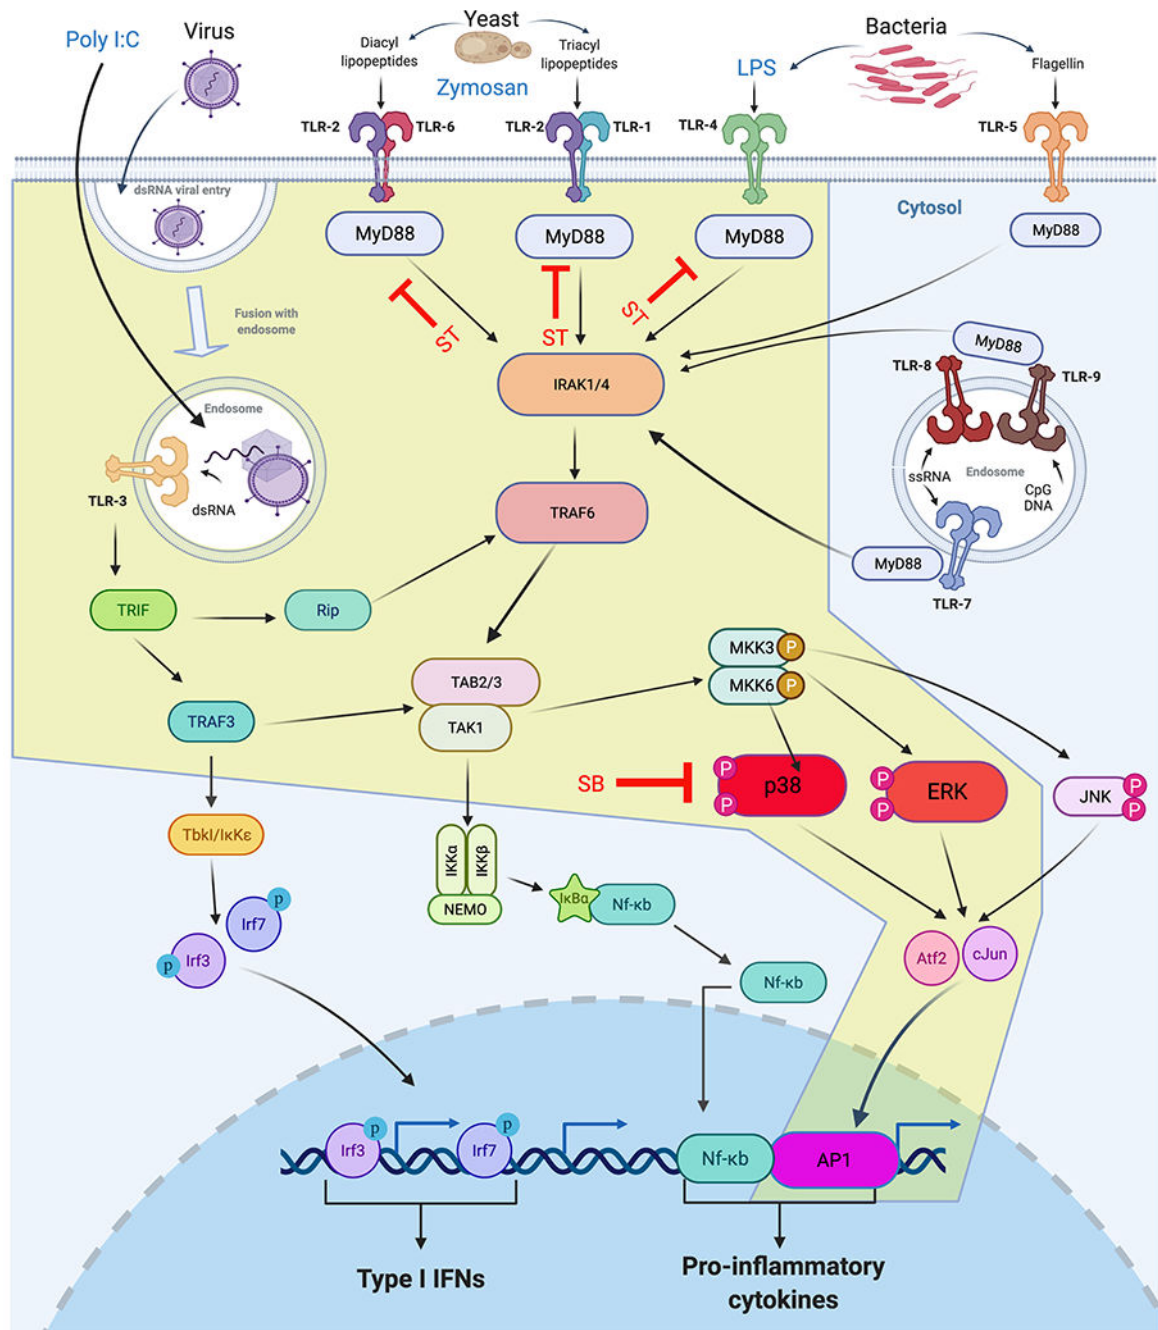 Poly I:C
Virus
Yeast
Diacyl
lipopeptides
Triacyl
lipopeptides
Zymosan
Bacteria
LPS
Flagellin
TLR-2
TLR-6
TLR-2
TLR-1
TLR-4
TLR-5
dsRNA viral entry
MyD88
MyD88
MyD88
Cytosol
MyD88
Fusion with
endosome
ST
ST
ST
MyD88
IRAK1/4
TLR-8
TLR-9
Endosome
ssRNA
Endosome
CpG
DNA
TLR-3
dsRNA
TRAF6
MyD88
TLR-7
TRIF
Rip
MKK3
P
MKK6
P
TAB2/3
TAK1
TRAF3
SB
P
P
p38
P
P
ERK
JNK
P
P
TbkI/IκKε
IKKα
IKKβ
NEMO
IκBα
Nf-κb
Irf7
p
Irf3
p
Atf2
cJun
Nf-κb
Irf3
p
Irf7
p
Nf-κb
AP1
Type I IFNs
Pro-inflammatory
cytokines